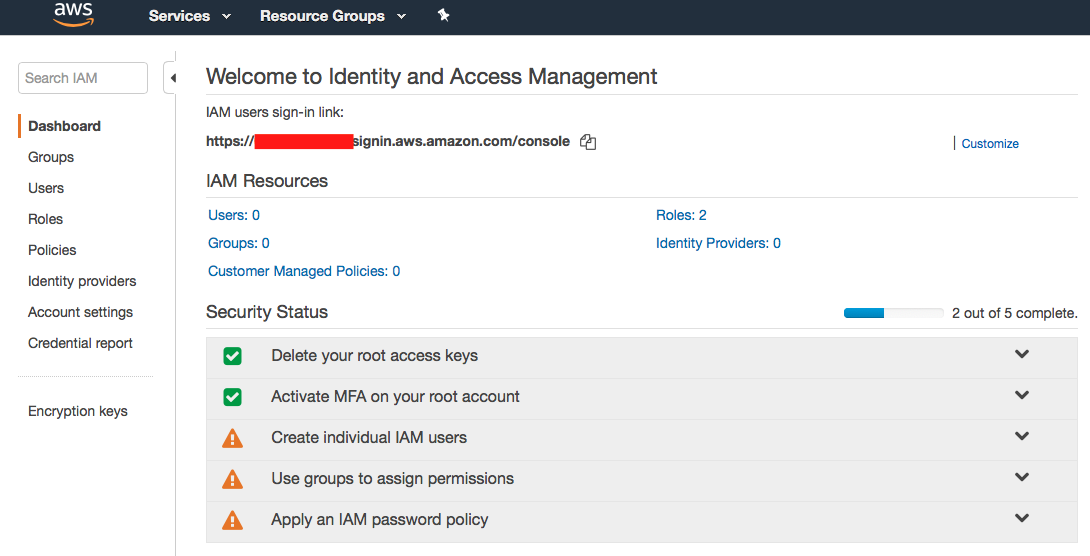 aws
Services
Resource Groups
Search IAM
Dashboard
Groups
Users
Roles
Policies
Identity providers
Account settings
Credential report
Encryption keys
Welcome to Identity and Access Management
IAM users sign-in link:
https:// signin.aws.amazon.com/console
| Customize
IAM Resources
Users: 0
Roles: 2
Groups: 0
Identity Providers: 0
Customer Managed Policies: 0
Security Status
2 out of 5 complete.
Delete your root access keys
Activate MFA on your root account
Create individual IAM users
Use groups to assign permissions
Apply an IAM password policy